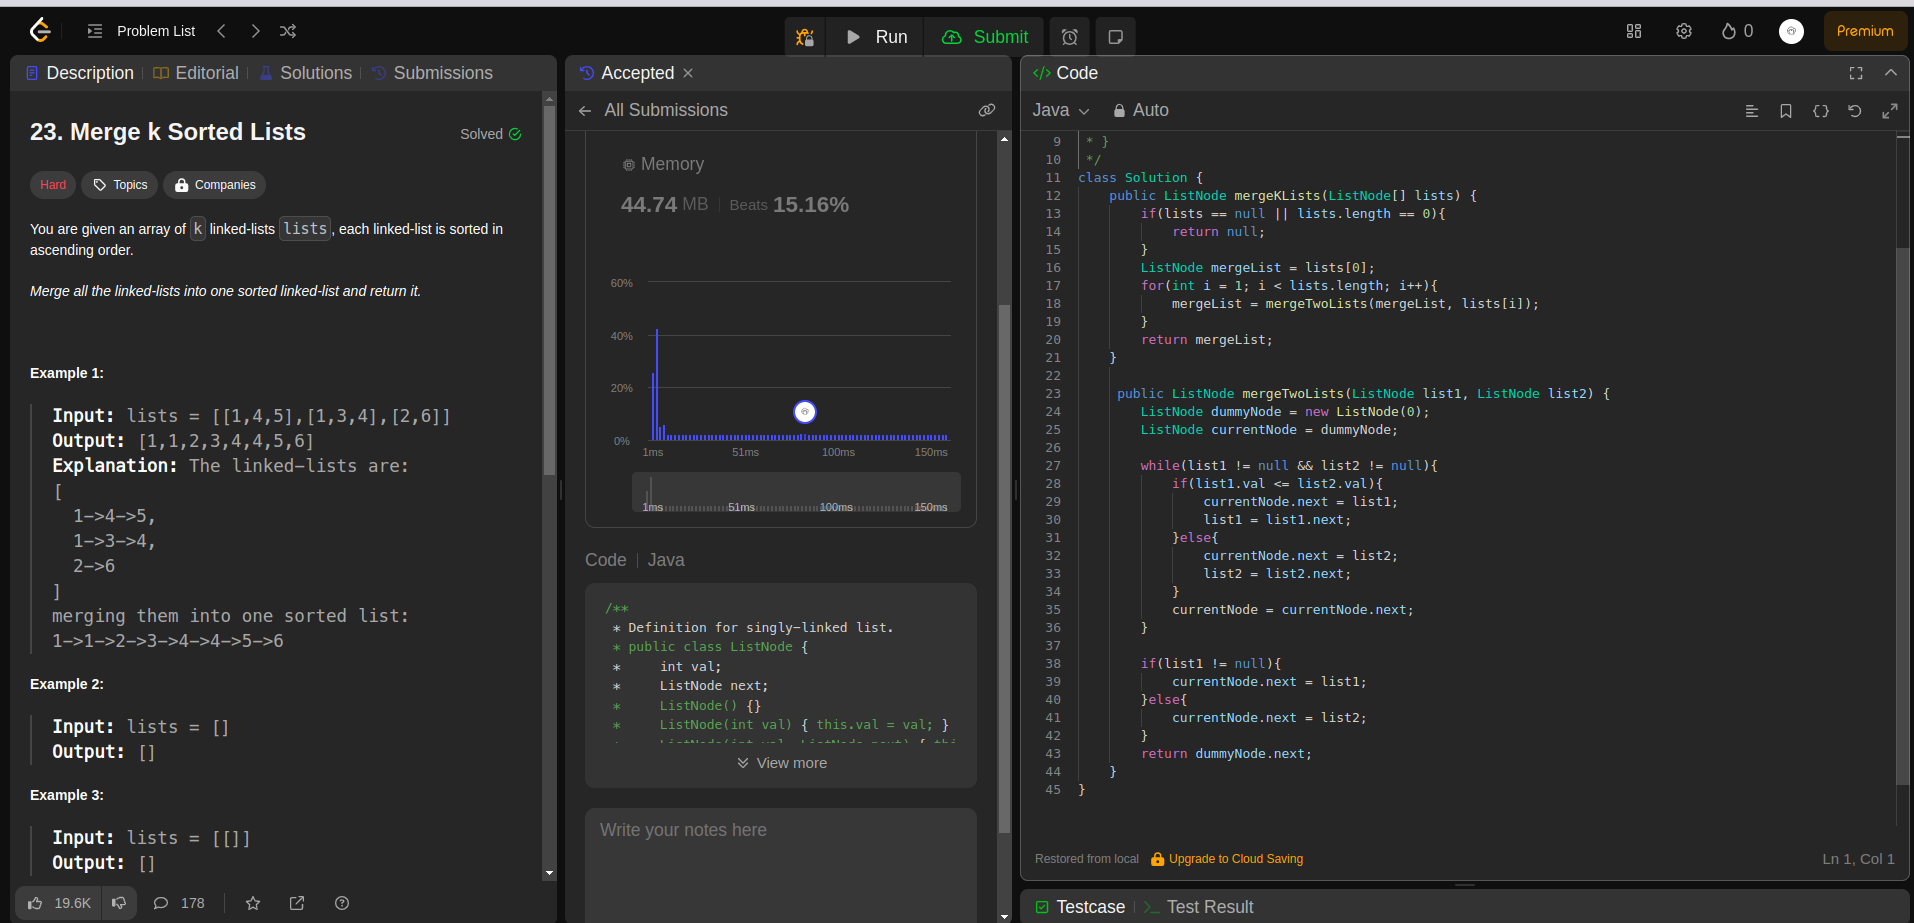 Problem List
Run
Submit
0
Premium
Description
Editorial
Solutions
Submissions
23. Merge k Sorted Lists
Solved
Hard
Topics
Companies
You are given an array of k linked-lists lists, each linked-list is sorted in
ascending order.
Merge all the linked-lists into one sorted linked-list and return it.
Example 1:
Input: lists = [[1,4,5],[1,3,4],[2,6]]
Output: [1,1,2,3,4,4,5,6]
Explanation: The linked-lists are:
[
  1->4->5,
  1->3->4,
  2->6
]
merging them into one sorted list:
1->1->2->3->4->4->5->6
Example 2:
Input: lists = []
Output: []
Example 3:
Input: lists = [[]]
Output: []
19.6K
178
Accepted
All Submissions
Memory
44.74 MB
Beats 15.16%
60%
40%
20%
0%
1ms 51ms 100ms 150ms
1ms 51ms 100ms 150ms
Code | Java
/**
 * Definition for singly-linked list.
 * public class ListNode {
 *     int val;
 *     ListNode next;
 *     ListNode() {}
 *     ListNode(int val) { this.val = val; }
 *     ListNode(int val, ListNode next) { thi
View more
Write your notes here
</> Code
Java
Auto
9  * }
10  */
11 class Solution {
12     public ListNode mergeKLists(ListNode[] lists) {
13         if(lists == null || lists.length == 0){
14             return null;
15         }
16         ListNode mergeList = lists[0];
17         for(int i = 1; i < lists.length; i++){
18             mergeList = mergeTwoLists(mergeList, lists[i]);
19         }
20         return mergeList;
21     }
22
23      public ListNode mergeTwoLists(ListNode list1, ListNode list2) {
24         ListNode dummyNode = new ListNode(0);
25         ListNode currentNode = dummyNode;
26
27         while(list1 != null && list2 != null){
28             if(list1.val <= list2.val){
29                 currentNode.next = list1;
30                 list1 = list1.next;
31             }else{
32                 currentNode.next = list2;
33                 list2 = list2.next;
34             }
35             currentNode = currentNode.next;
36         }
37
38         if(list1 != null){
39             currentNode.next = list1;
40         }else{
41             currentNode.next = list2;
42         }
43         return dummyNode.next;
44     }
45 }
Restored from local
Upgrade to Cloud Saving
Ln 1, Col 1
Testcase
Test Result